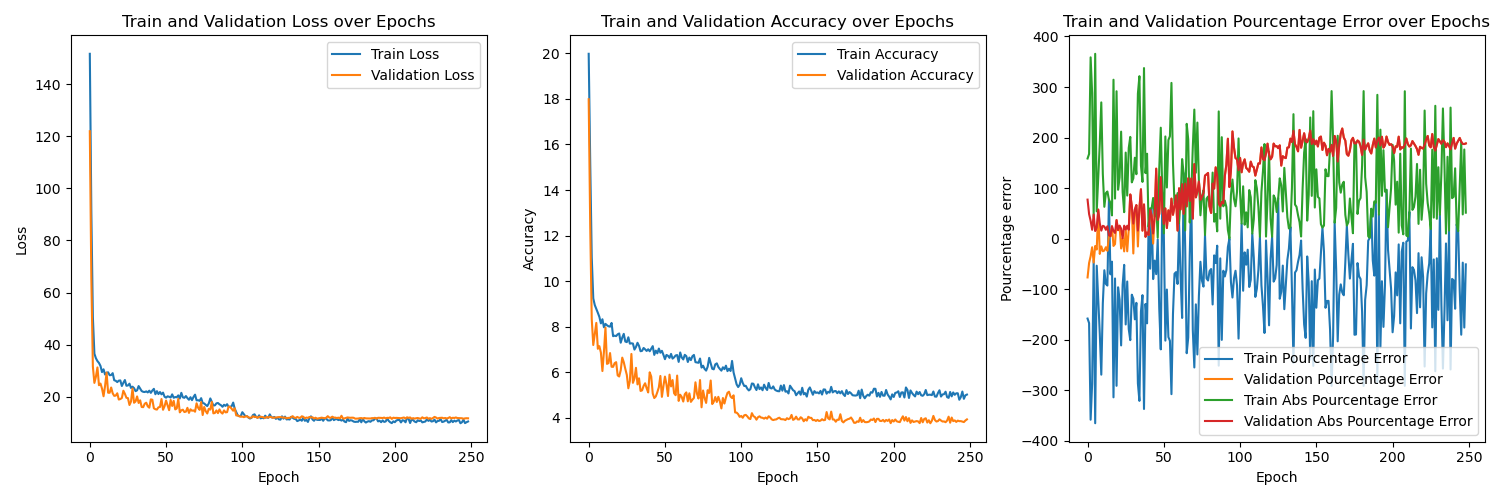 Train and Validation Loss over Epochs
Loss
140
120
100
80
60
40
20
0
50
100
150
200
250
Epoch
Train Loss
Validation Loss
Train and Validation Accuracy over Epochs
Accuracy
20
18
16
14
12
10
8
6
4
0
50
100
150
200
250
Epoch
Train Accuracy
Validation Accuracy
Train and Validation Pourcentage Error over Epochs
Pourcentage error
400
300
200
100
0
−100
−200
−300
−400
0
50
100
150
200
250
Epoch
Train Pourcentage Error
Validation Pourcentage Error
Train Abs Pourcentage Error
Validation Abs Pourcentage Error